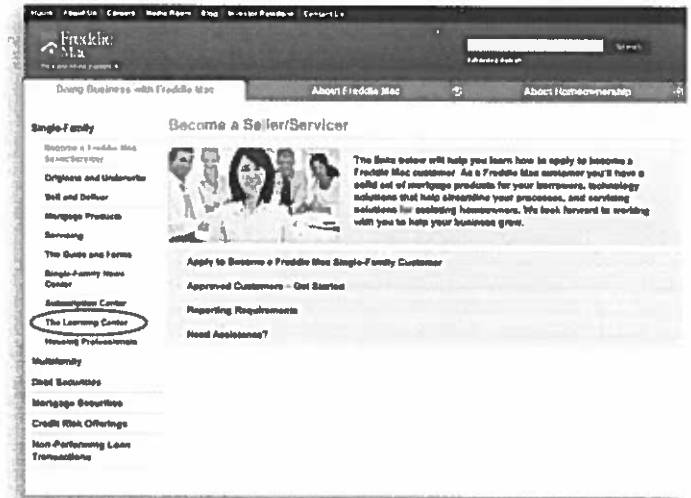 Home About Us Careers Media Room Blog Investor Relations Contact Us
Freddie
Mac
Search
Advanced Search
Doing Business with Freddie Mac
About Freddie Mac
About Homeownership
Single-Family
Become a Freddie Mac
Seller/Servicer
Originate and Underwrite
Sell and Deliver
Mortgage Products
Servicing
The Guide and Forms
Single-Family News
Center
Subscription Center
The Learning Center
Housing Professionals
Multifamily
Debt Securities
Mortgage Securities
Credit Risk Offerings
Non-Performing Loan
Transactions
Become a Seller/Servicer
The links below will help you learn how to apply to become a
Freddie Mac customer. As a Freddie Mac customer you'll have a
solid set of mortgage products for your borrowers, technology
solutions that help streamline your processes, and servicing
solutions for assisting homeowners. We look forward to working
with you to help your business grow.
Apply to Become a Freddie Mac Single-Family Customer
Approved Customers – Get Started
Reporting Requirements
Need Assistance?